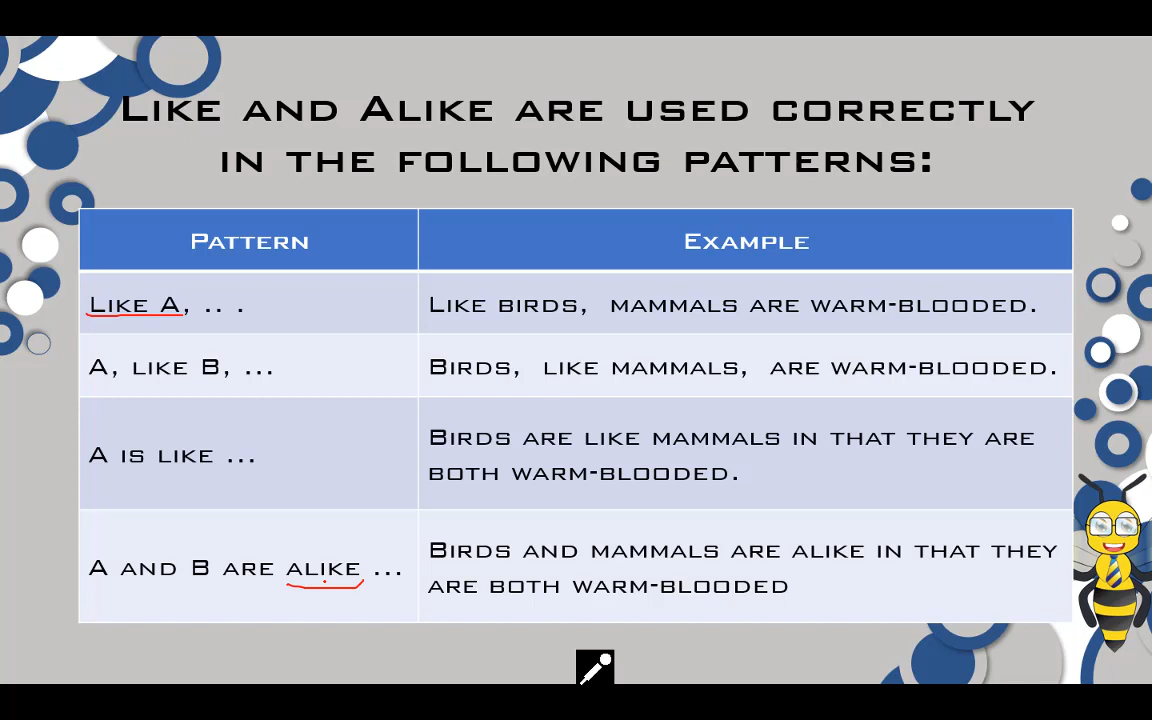 Like and Alike are used correctly
in the following patterns:
Pattern
Example
Like A, .. .
Like birds, mammals are warm-blooded.
A, like B, ...
Birds, like mammals, are warm-blooded.
A is like ...
Birds are like mammals in that they are
both warm-blooded.
A and B are alike ...
Birds and mammals are alike in that they
are both warm-blooded